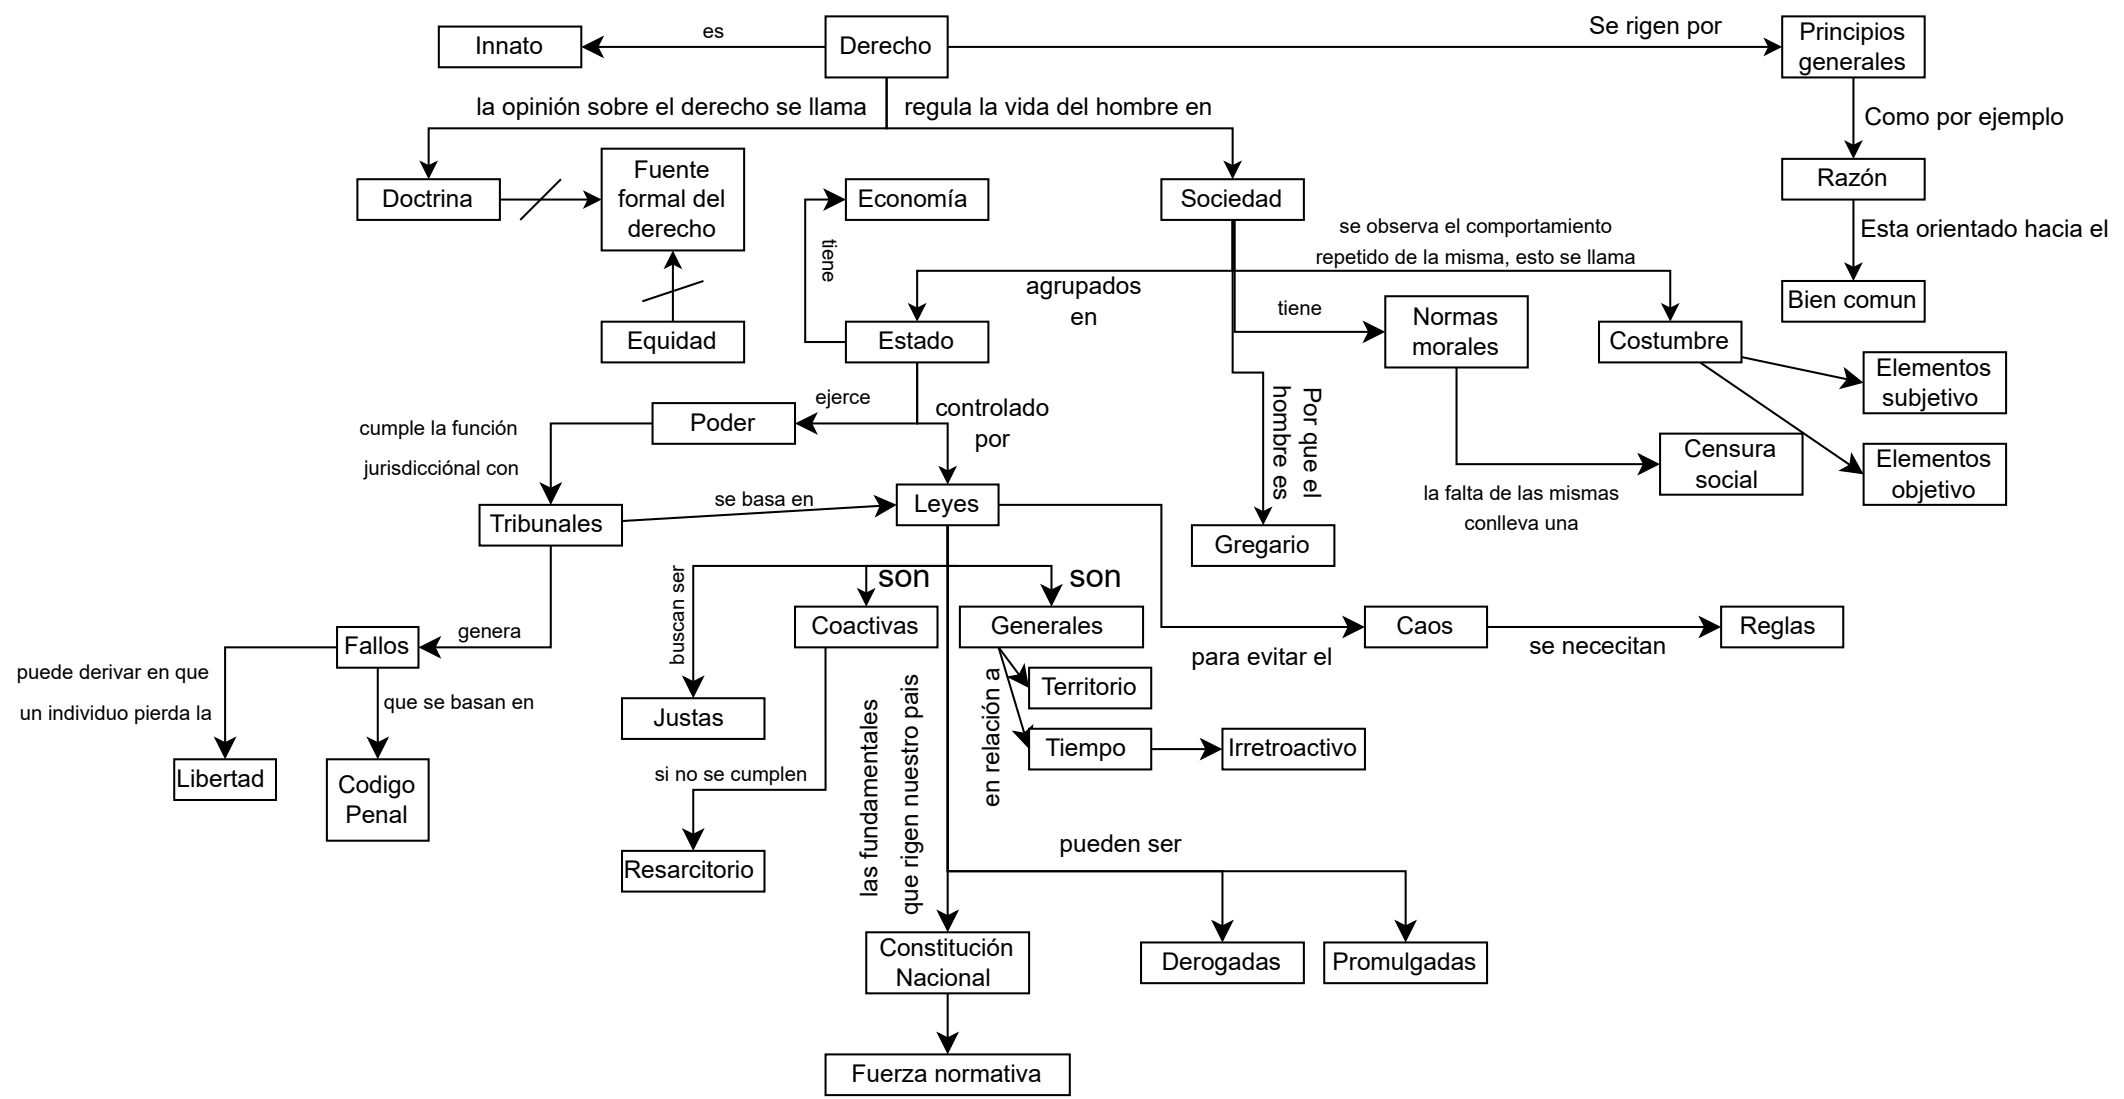 es
Se rigen por
Innato
Derecho
Principios
generales
la opinión sobre el derecho se llama
regula la vida del hombre en
Como por ejemplo
Doctrina
Fuente
formal del
derecho
Economía
Sociedad
Razón
tiene
se observa el comportamiento
repetido de la misma, esto se llama
Esta orientado hacia el
agrupados
en
tiene
Bien comun
Equidad
Estado
Normas
morales
Costumbre
Elementos
subjetivo
ejerce
controlado
por
Por que el
hombre es
cumple la función
jurisdicciónal con
Poder
Censura
social
Elementos
objetivo
la falta de las mismas
conlleva una
Tribunales
se basa en
Leyes
Gregario
buscan ser
son
son
Coactivas
Generales
Caos
Reglas
para evitar el
se nececitan
Fallos
genera
puede derivar en que
un individuo pierda la
que se basan en
Justas
las fundamentales
que rigen nuestro pais
en relación a
Territorio
Tiempo
Irretroactivo
Libertad
Codigo
Penal
si no se cumplen
Resarcitorio
pueden ser
Constitución
Nacional
Derogadas
Promulgadas
Fuerza normativa